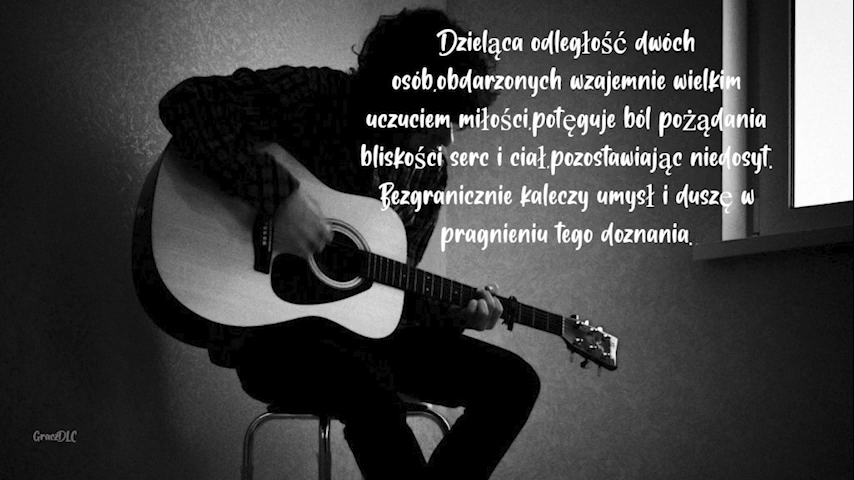 Dzieląca odległość dwóch
osób,obdarzonych wzajemnie wielkim
uczuciem miłości,potęguje ból pożądania
bliskości serc i ciał,pozostawiając niedosyt.
Bezgranicznie kaleczy umysł i duszę w
pragnieniu tego doznania.
GraczDLC